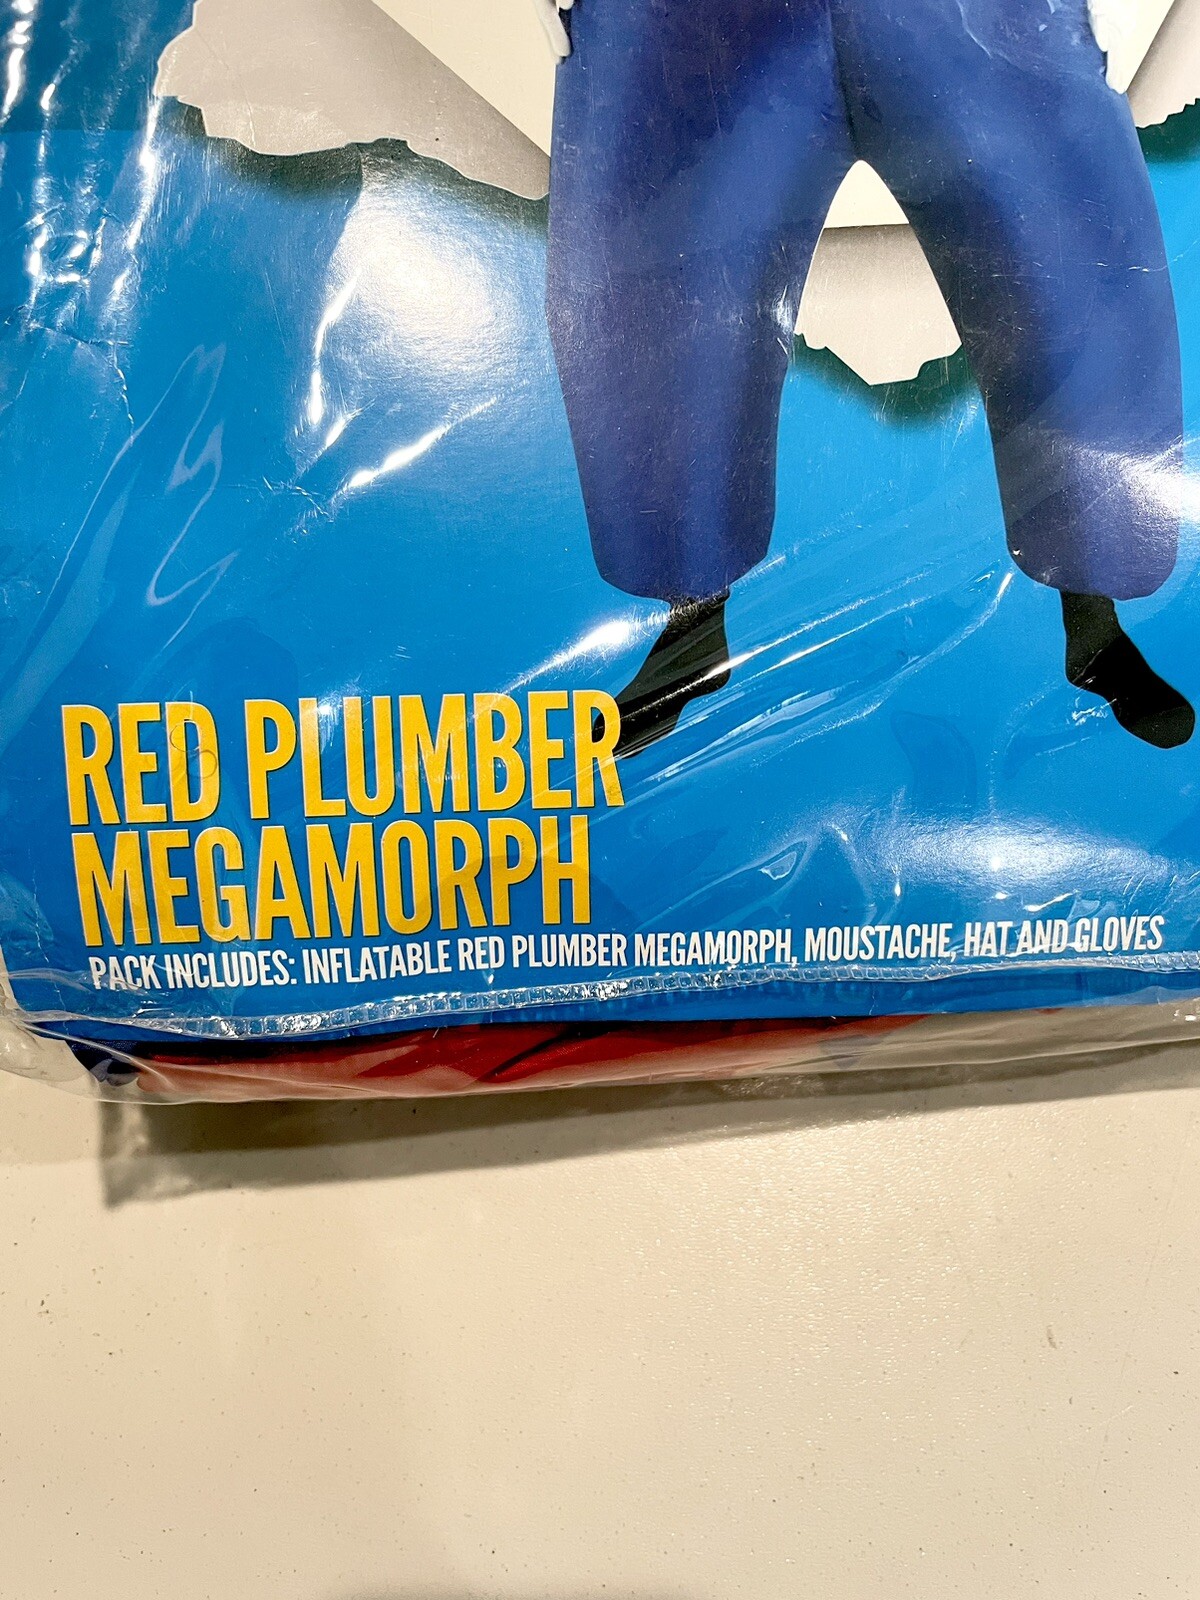 RED PLUMBER
MEGAMORPH
PACK INCLUDES: INFLATABLE RED PLUMBER MEGAMORPH, MOUSTACHE, HAT AND GLOVES